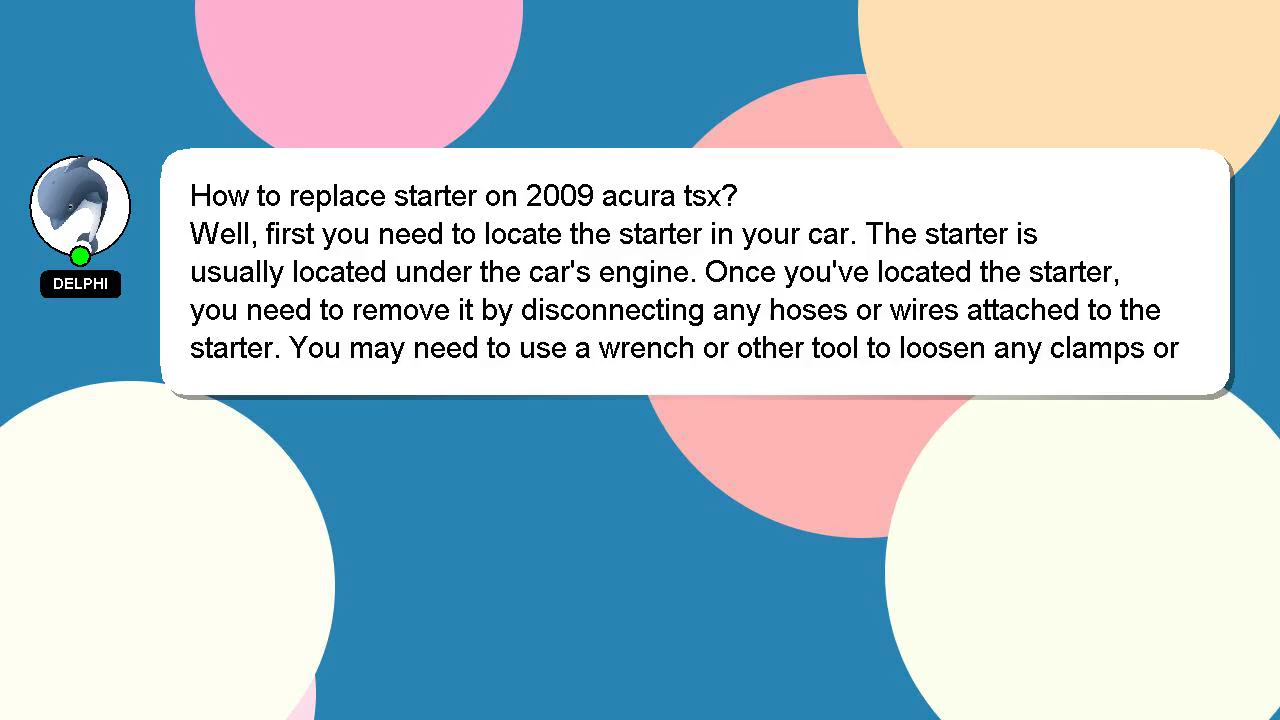 How to replace starter on 2009 acura tsx?
Well, first you need to locate the starter in your car. The starter is
usually located under the car's engine. Once you've located the starter,
you need to remove it by disconnecting any hoses or wires attached to the
starter. You may need to use a wrench or other tool to loosen any clamps or
DELPHI